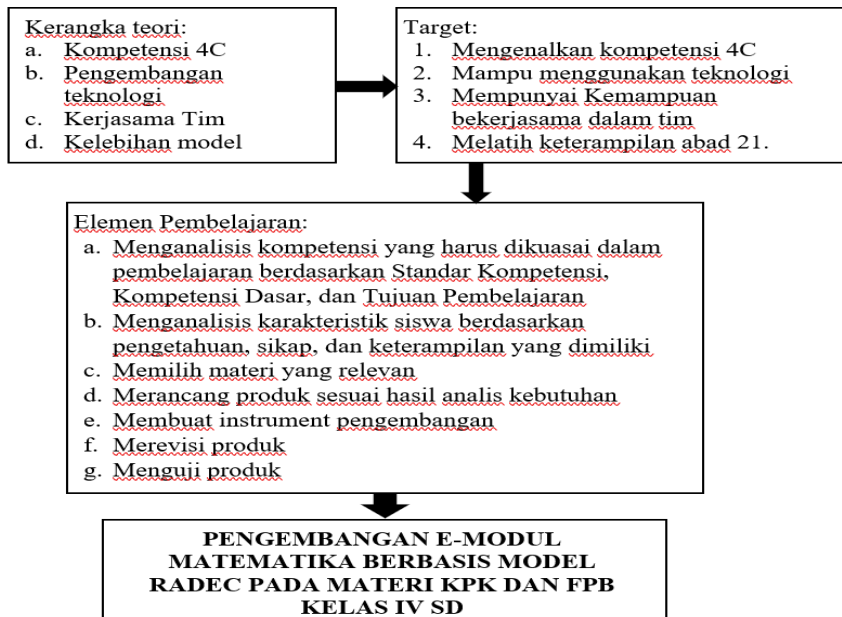 Kerangka teori:
a. Kompetensi 4C
b. Pengembangan
teknologi
c. Kerjasama Tim
d. Kelebihan model
Target:
1. Mengenalkan kompetensi 4C
2. Mampu menggunakan teknologi
3. Mempunyai Kemampuan
bekerjasama dalam tim
4. Melatih keterampilan abad 21.
Elemen Pembelajaran:
a. Menganalisis kompetensi yang harus dikuasai dalam
pembelajaran berdasarkan Standar Kompetensi,
Kompetensi Dasar, dan Tujuan Pembelajaran
b. Menganalisis karakteristik siswa berdasarkan
pengetahuan, sikap, dan keterampilan yang dimiliki
c. Memilih materi yang relevan
d. Merancang produk sesuai hasil analis kebutuhan
e. Membuat instrument pengembangan
f. Merevisi produk
g. Menguji produk
PENGEMBANGAN E-MODUL
MATEMATIKA BERBASIS MODEL
RADEC PADA MATERI KPK DAN FPB
KELAS IV SD